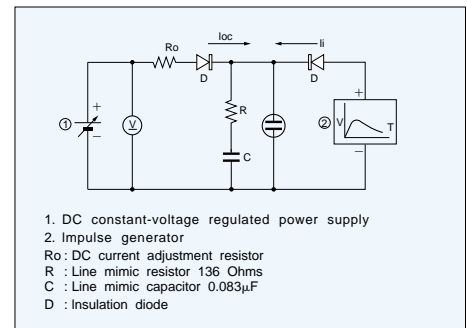 Ro Ioc Ii
D D
R
C
① + − V
② V T + −
1. DC constant-voltage regulated power supply
2. Impulse generator
Ro : DC current adjustment resistor
R : Line mimic resistor 136 Ohms
C : Line mimic capacitor 0.083μF
D : Insulation diode